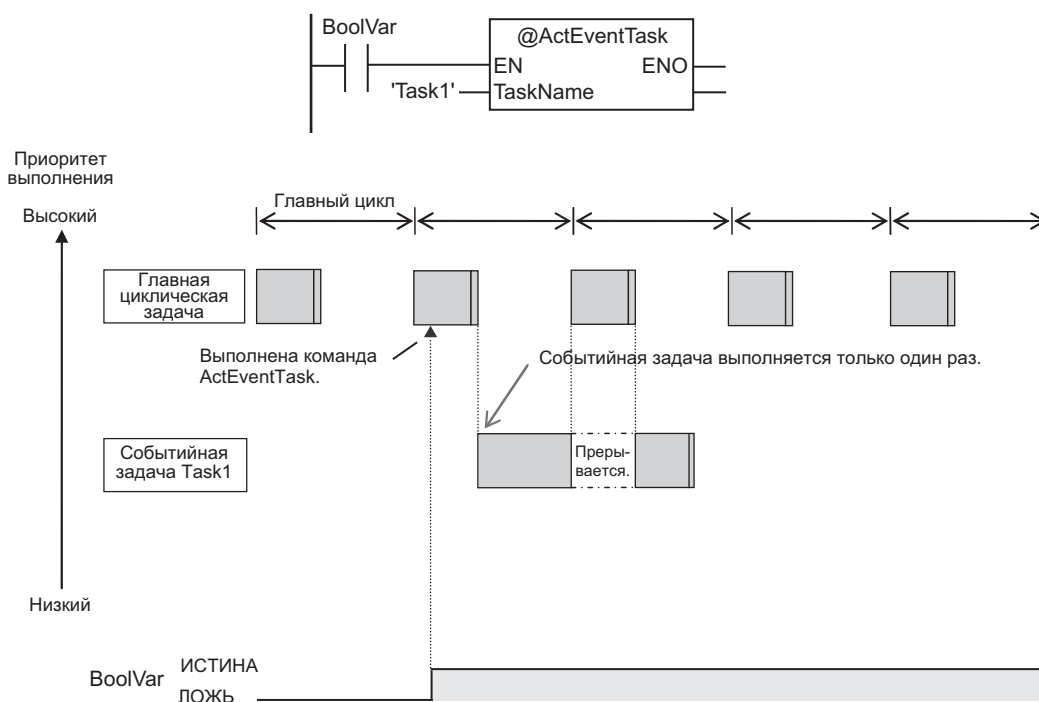 BoolVar
@ActEventTask
EN ENO
'Task1' TaskName
Приоритет
выполнения
Высокий
Главный цикл
Главная
циклическая
задача
Выполнена команда
ActEventTask.
Событийная задача выполняется только один раз.
Событийная
задача Task1
Преры-
вается.
Низкий
BoolVar
ИСТИНА
ЛОЖЬ